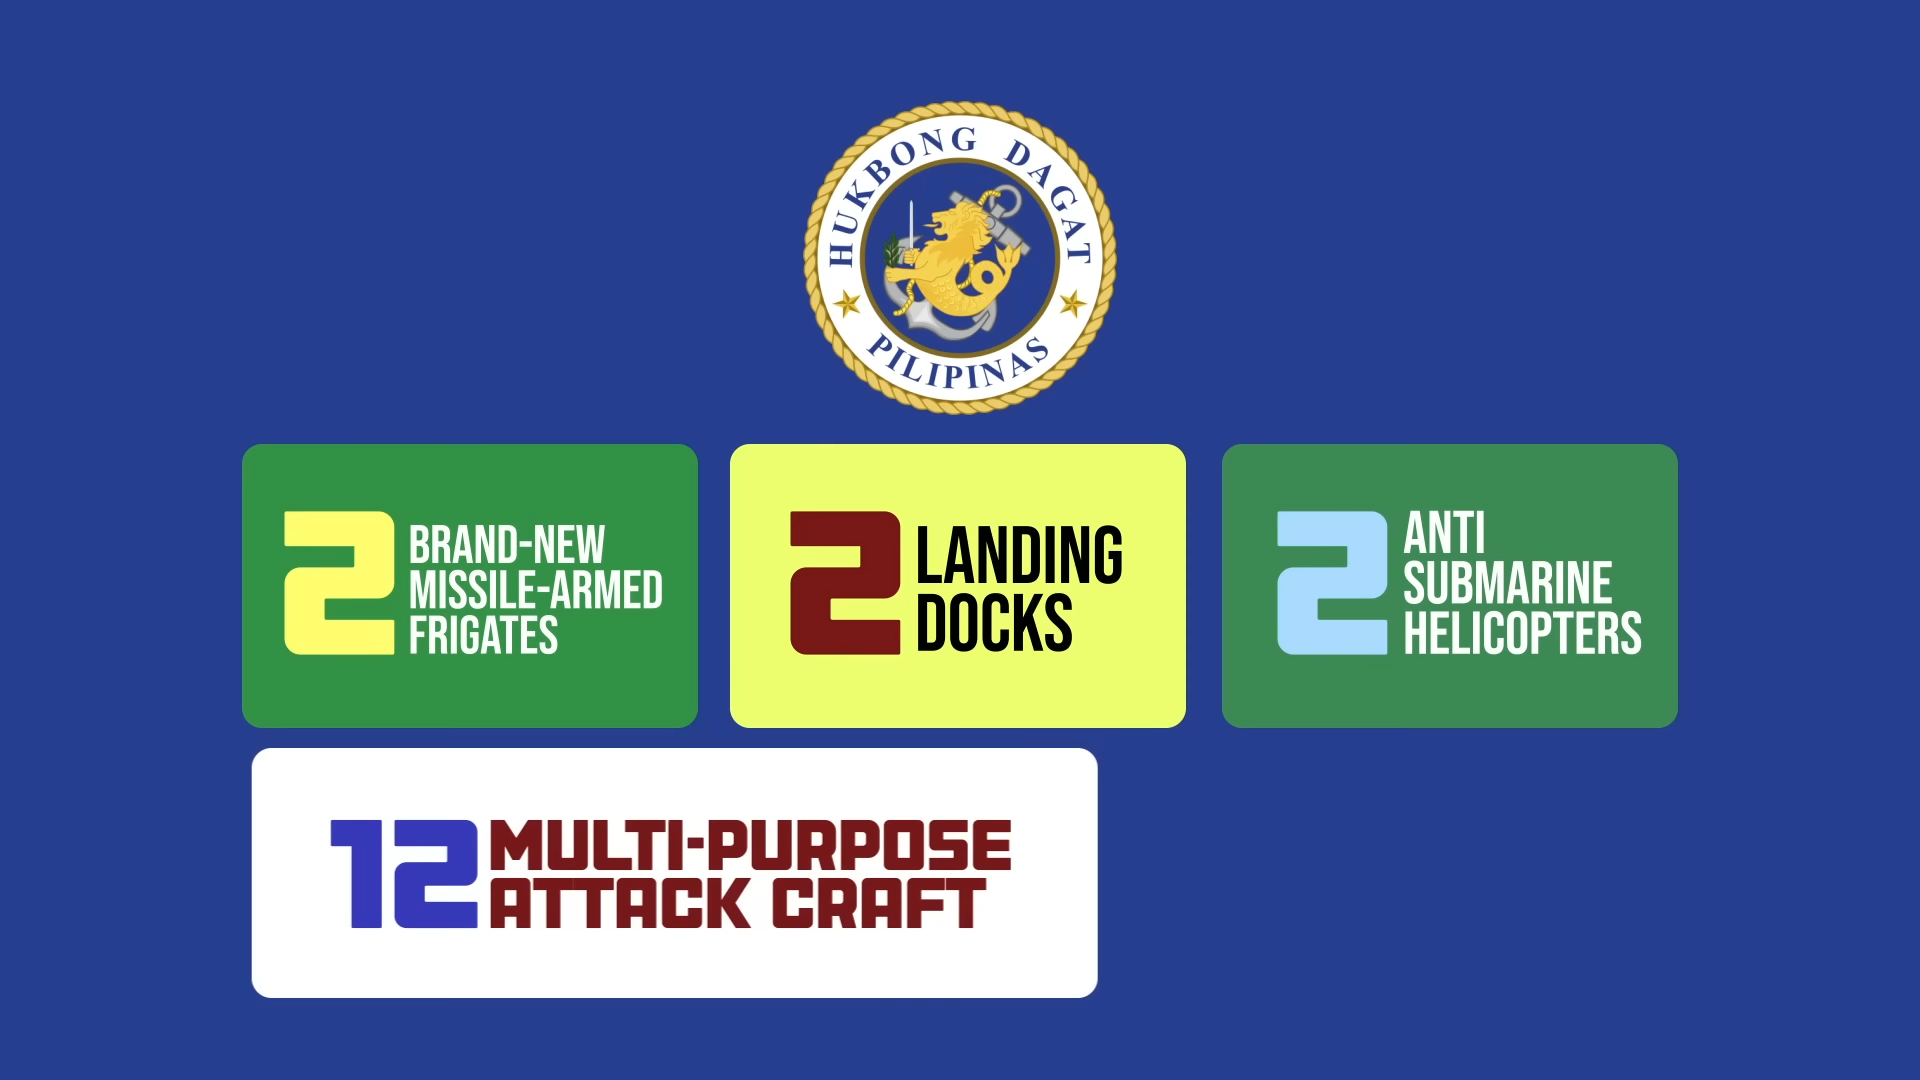 HUKBONG DAGAT
PILIPINAS
2 BRAND-NEW
MISSILE-ARMED
FRIGATES
2 LANDING
DOCKS
2 ANTI
SUBMARINE
HELICOPTERS
12 MULTI-PURPOSE
ATTACK CRAFT